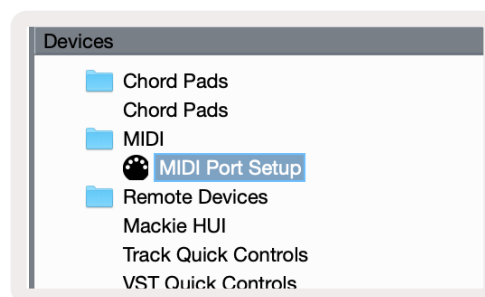 Devices
Chord Pads
Chord Pads
MIDI
MIDI Port Setup
Remote Devices
Mackie HUI
Track Quick Controls
VST Quick Controls